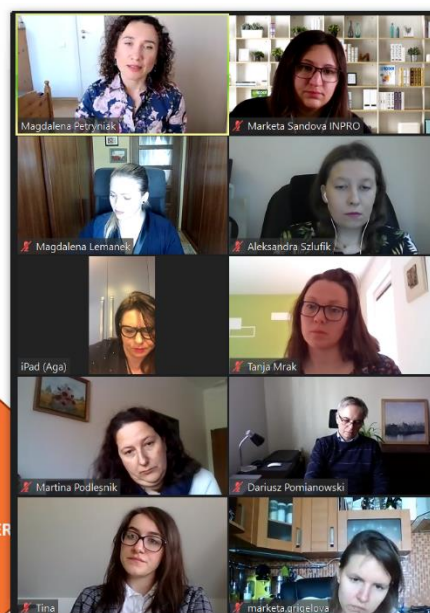 Magdalena Petryniak
Marketa Sandova INPRO
Magdalena Lemanek
Aleksandra Szlufik
iPad (Aga)
Tanja Mrak
Martina Podlesnik
Dariusz Pomianowski
ER
Tina
marketa.grigelova